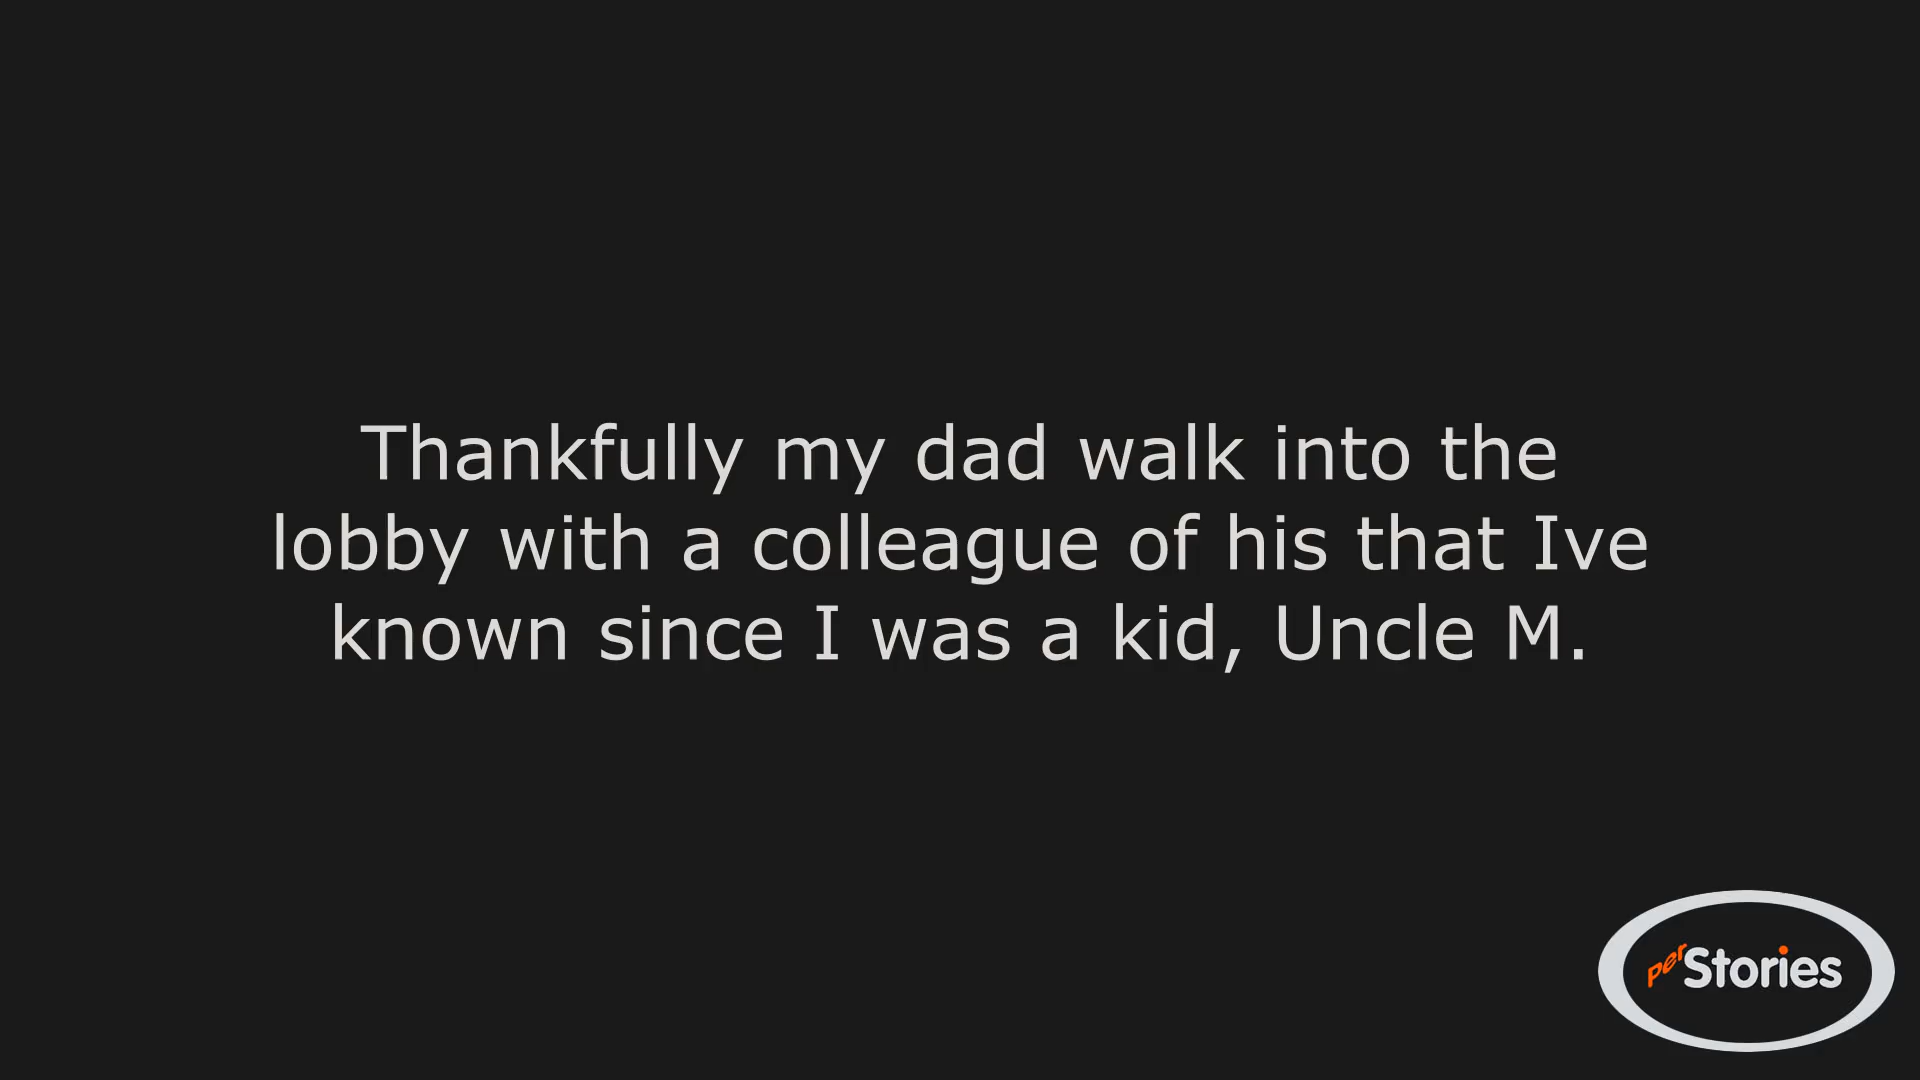 Thankfully my dad walk into the
lobby with a colleague of his that Ive
known since I was a kid, Uncle M.
perStories